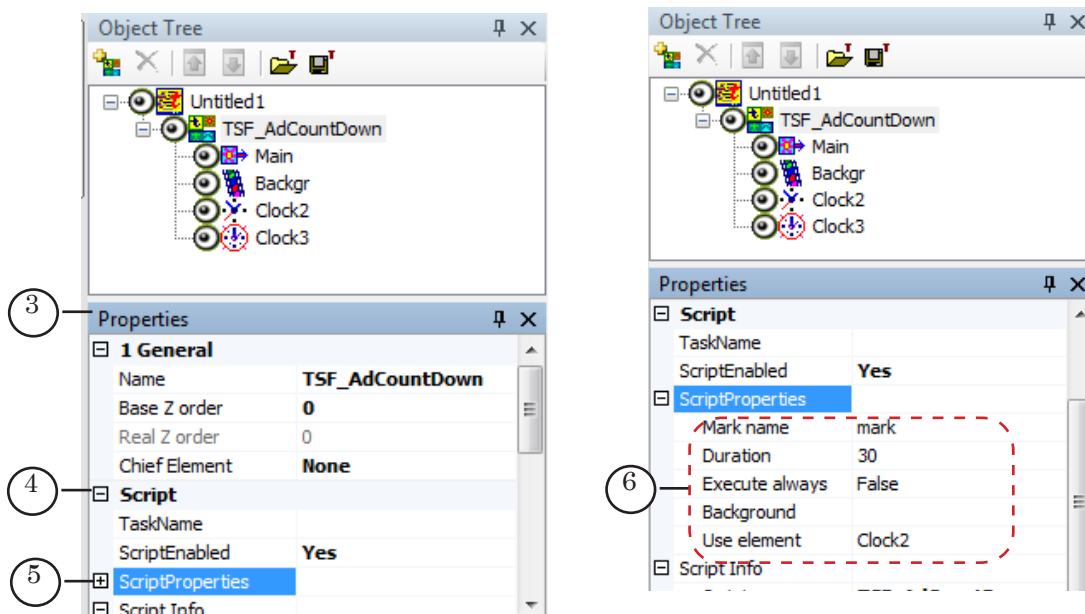 Object Tree
Untitled1
TSF_AdCountDown
Main
Backgr
Clock2
Clock3
3
Properties
1 General
Name TSF_AdCountDown
Base Z order 0
Real Z order 0
Chief Element None
4
Script
TaskName
ScriptEnabled Yes
5
ScriptProperties
Script Info
Object Tree
Untitled1
TSF_AdCountDown
Main
Backgr
Clock2
Clock3
Properties
Script
TaskName
ScriptEnabled Yes
ScriptProperties
Mark name mark
Duration 30
6
Execute always False
Background
Use element Clock2
Script Info